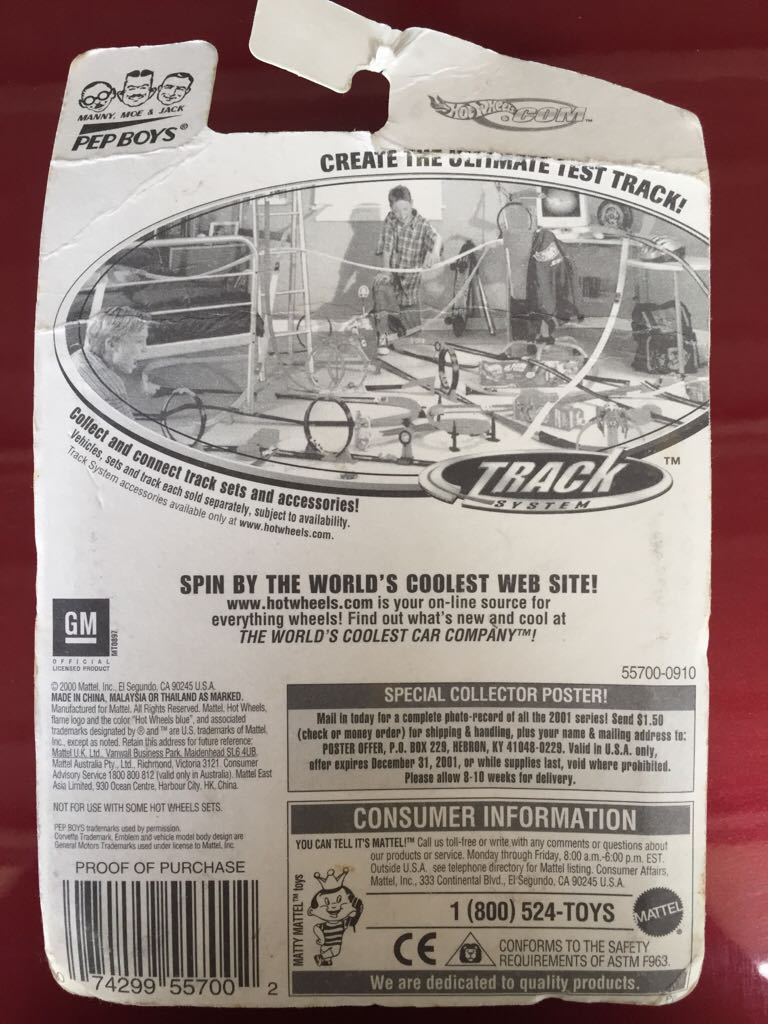 MANNY, MOE & JACK
PEP BOYS®
HOT WHEELS.COM™
CREATE THE ULTIMATE TEST TRACK!
Collect and connect track sets and accessories!
Vehicles, sets and track each sold separately, subject to availability.
Track System accessories available only at www.hotwheels.com.
TRACK™
SYSTEM
SPIN BY THE WORLD'S COOLEST WEB SITE!
www.hotwheels.com is your on-line source for
everything wheels! Find out what's new and cool at
THE WORLD'S COOLEST CAR COMPANY™!
GM
OFFICIAL
LICENSED PRODUCT
© 2000 Mattel, Inc., El Segundo, CA 90245 U.S.A.
MADE IN CHINA, MALAYSIA OR THAILAND AS MARKED.
Manufactured for Mattel. All Rights Reserved. Mattel, Hot Wheels,
flame logo and the color "Hot Wheels blue", and associated
trademarks designated by ® and ™ are U.S. trademarks of Mattel,
Inc., except as noted. Retain this address for future reference:
Mattel U.K. Ltd., Vanwall Business Park, Maidenhead SL6 4UB.
Mattel Australia Pty., Ltd., Richmond, Victoria 3121. Consumer
Advisory Service 1800 800 812 (valid only in Australia). Mattel East
Asia Limited, 930 Ocean Centre, Harbour City, HK, China.
NOT FOR USE WITH SOME HOT WHEELS SETS.
PEP BOYS trademarks used by permission.
Corvette Trademark, Emblem and vehicle model body design are
General Motors Trademarks used under license to Mattel, Inc.
PROOF OF PURCHASE
0 74299 55700 2
55700-0910
SPECIAL COLLECTOR POSTER!
Mail in today for a complete photo-record of all the 2001 series! Send $1.50
(check or money order) for shipping & handling, plus your name & mailing address to:
POSTER OFFER, P.O. BOX 229, HEBRON, KY 41048-0229. Valid in U.S.A. only,
offer expires December 31, 2001, or while supplies last, void where prohibited.
Please allow 8-10 weeks for delivery.
CONSUMER INFORMATION
YOU CAN TELL IT'S MATTEL!™ Call us toll-free or write with any comments or questions about
our products or service. Monday through Friday, 8:00 a.m.-6:00 p.m. EST.
Outside U.S.A. see telephone directory for Mattel listing. Consumer Affairs,
Mattel, Inc., 333 Continental Blvd., El Segundo, CA 90245 U.S.A.
MATTY MATTEL™ toys
1 (800) 524-TOYS
MATTEL®
CE
CONFORMS TO THE SAFETY
REQUIREMENTS OF ASTM F963.
We are dedicated to quality products.